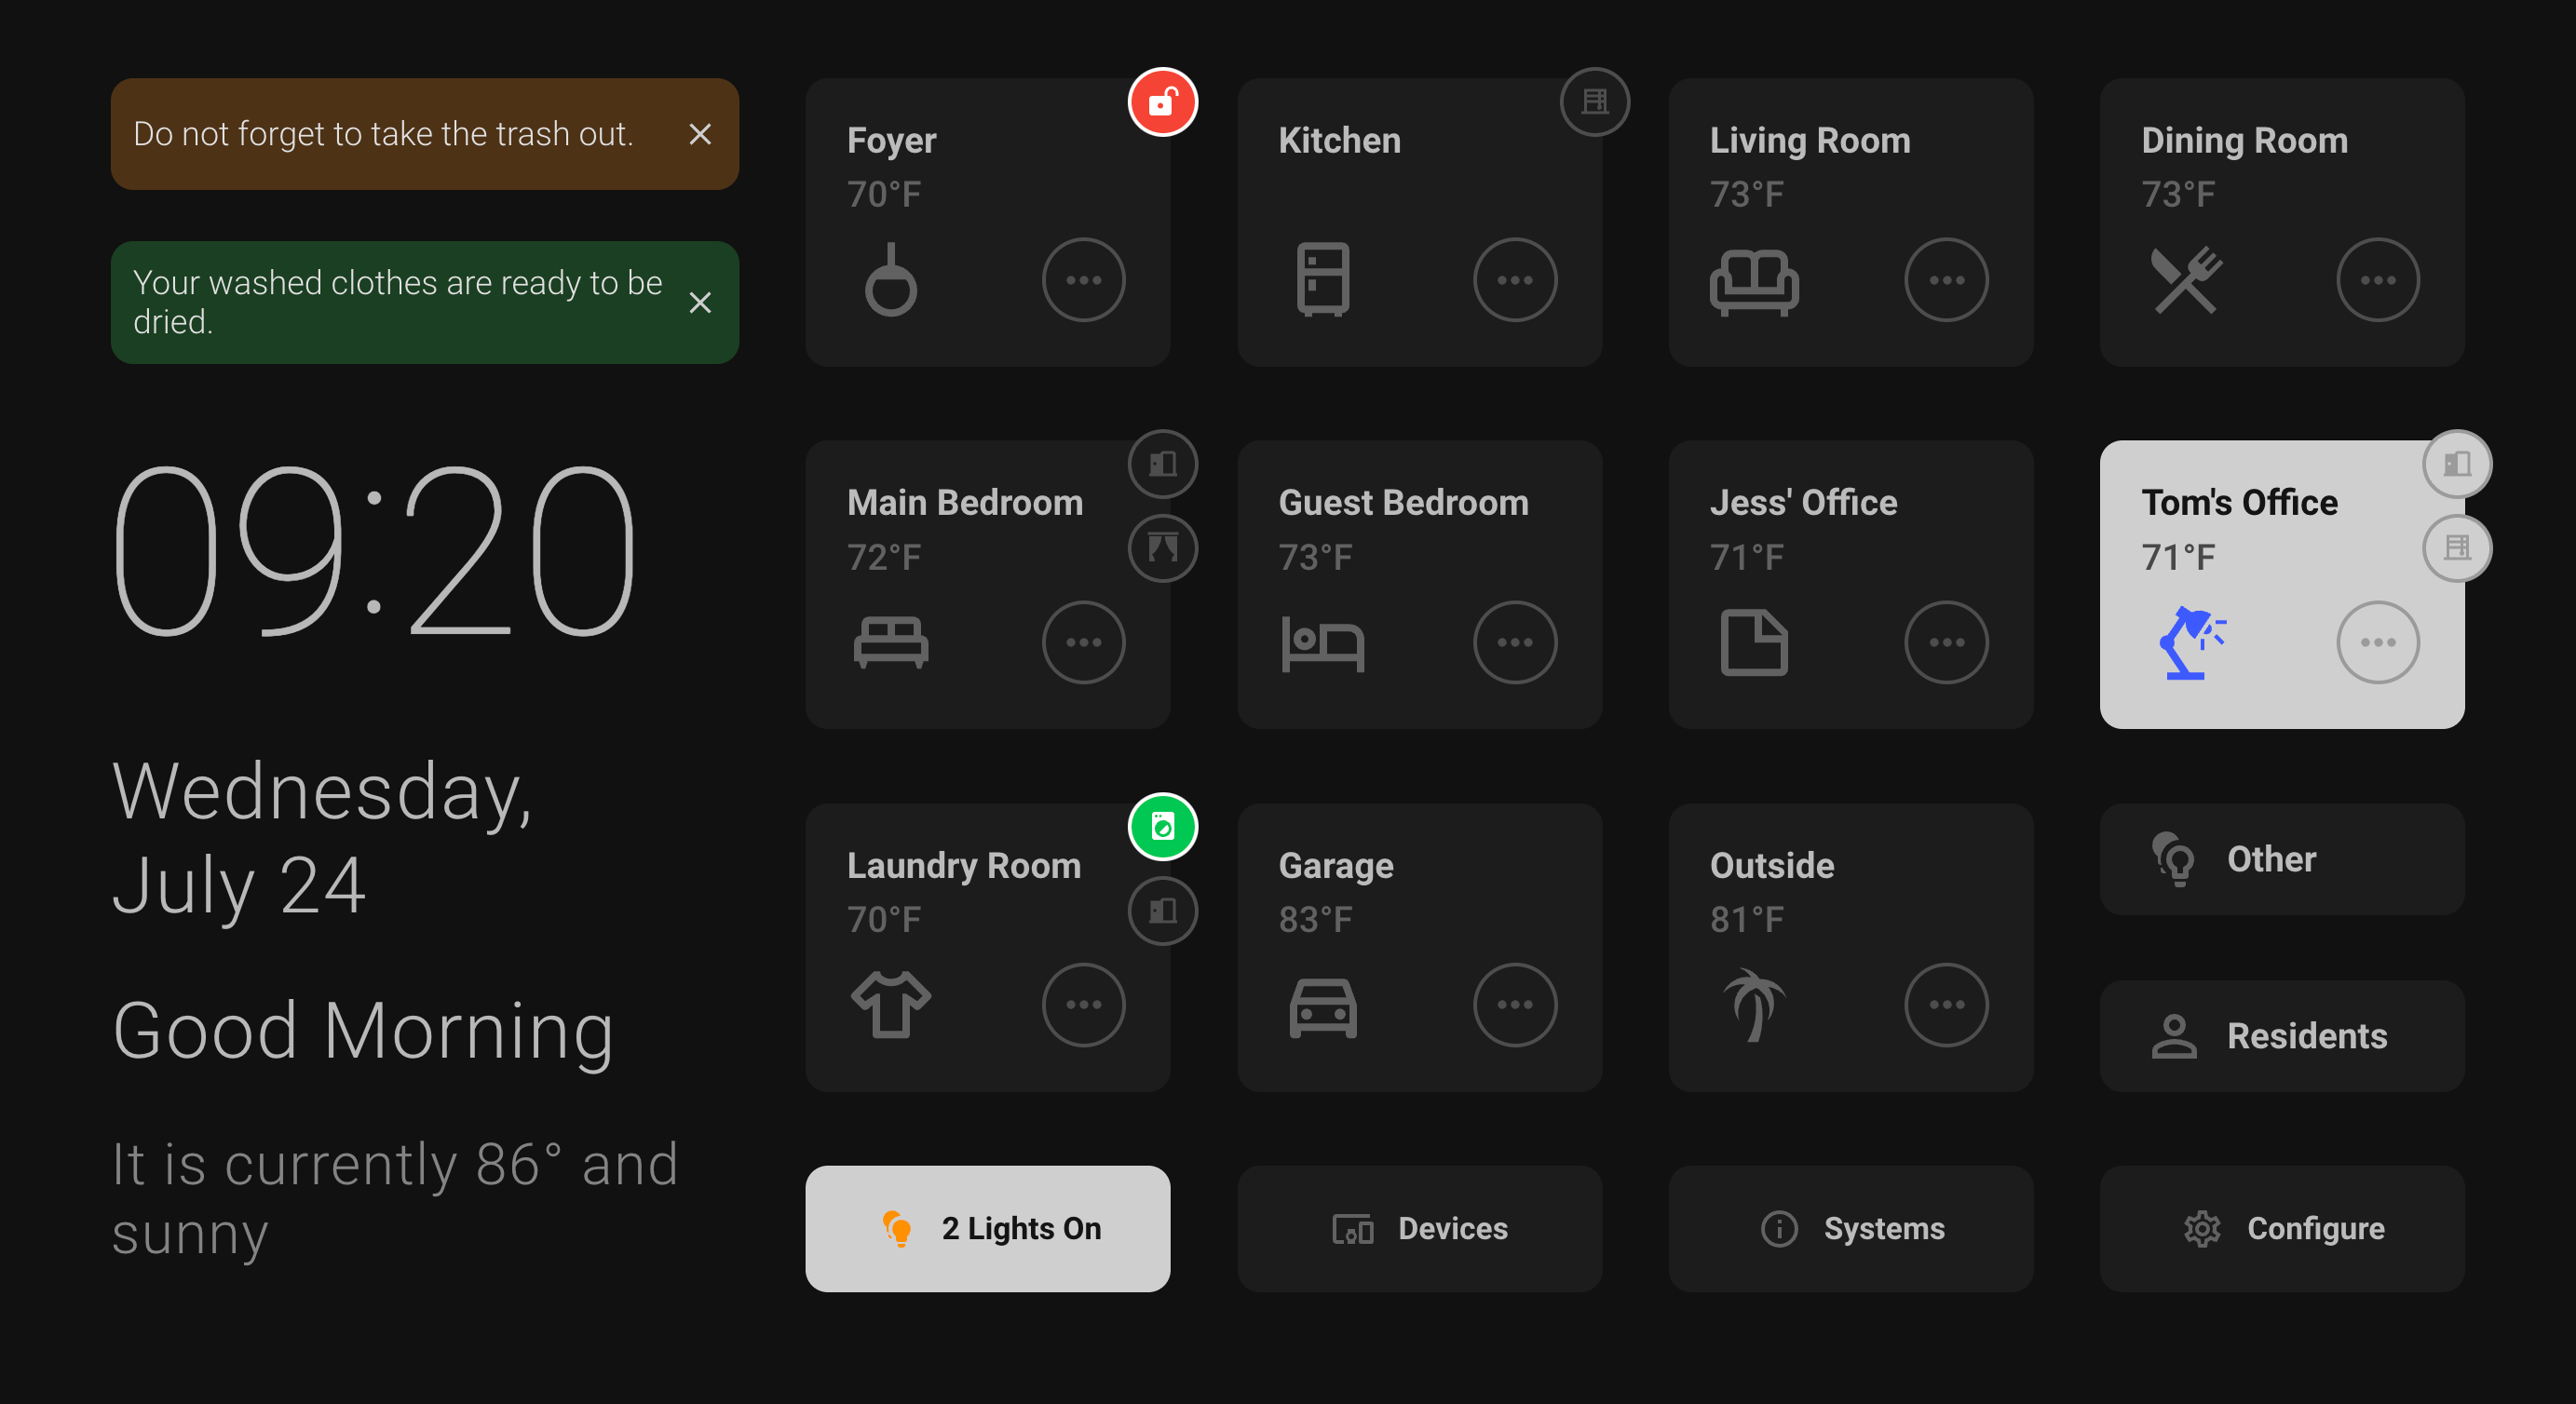 Do not forget to take the trash out.
Your washed clothes are ready to be
dried.
09:20
Wednesday,
July 24
Good Morning
It is currently 86° and
sunny
Foyer
70°F
Kitchen
Living Room
73°F
Dining Room
73°F
Main Bedroom
72°F
Guest Bedroom
73°F
Jess' Office
71°F
Tom's Office
71°F
Laundry Room
70°F
Garage
83°F
Outside
81°F
Other
Residents
2 Lights On
Devices
Systems
Configure